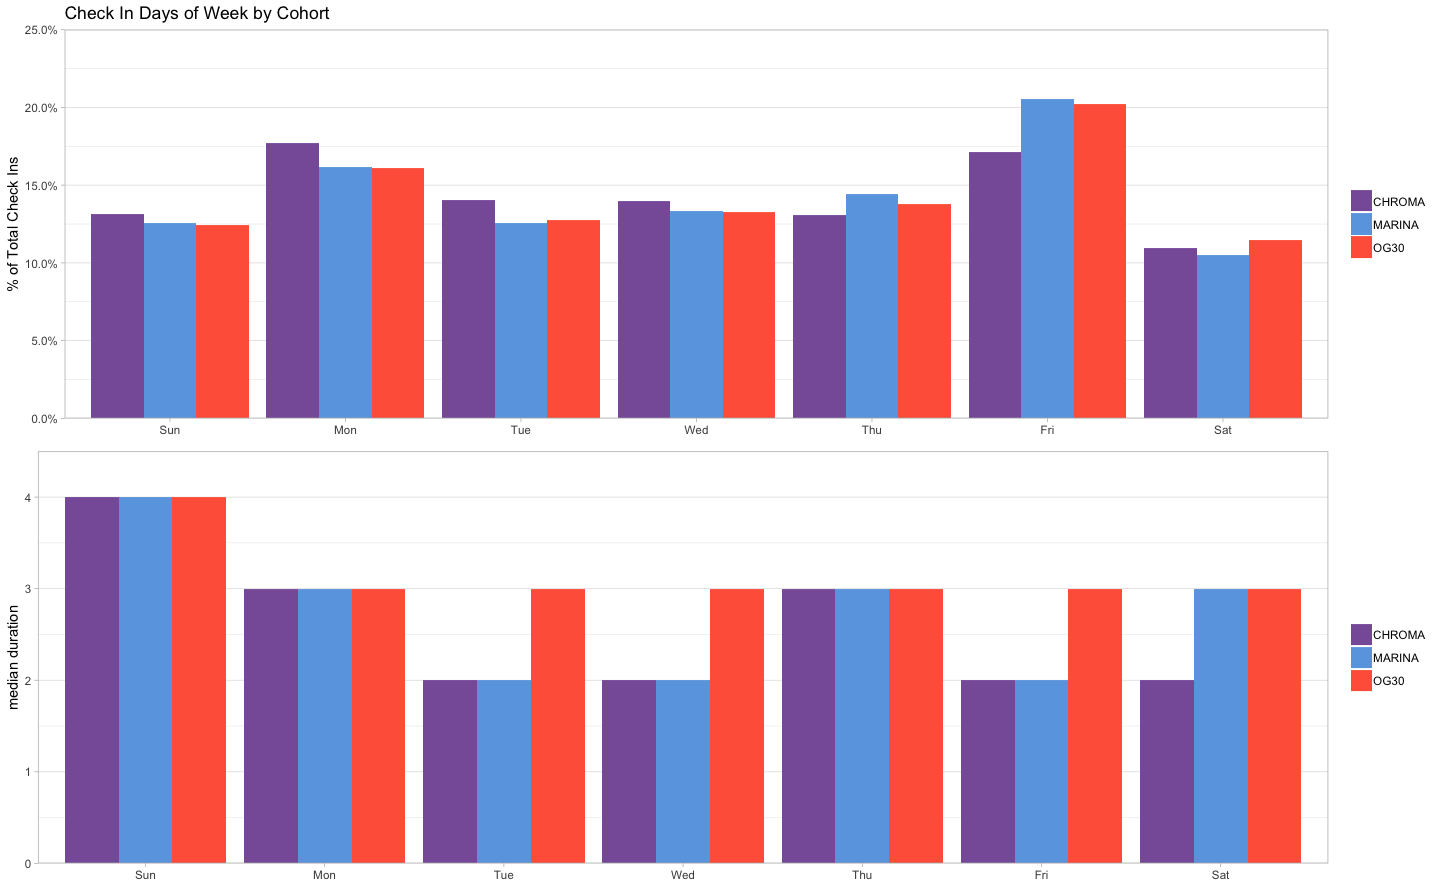 Check In Days of Week by Cohort
% of Total Check Ins
25.0%
20.0%
15.0%
10.0%
5.0%
0.0%
Sun Mon Tue Wed Thu Fri Sat
CHROMA
MARINA
OG30
median duration
4
3
2
1
0
Sun Mon Tue Wed Thu Fri Sat
CHROMA
MARINA
OG30